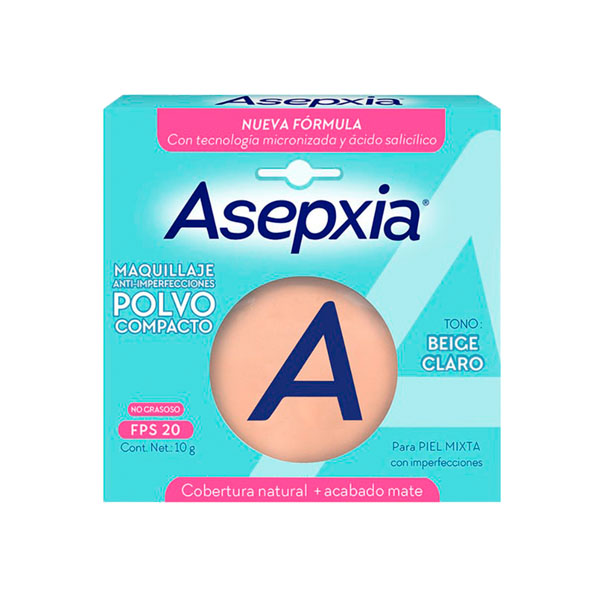 Asepxia
NUEVA FÓRMULA
Con tecnología micronizada y ácido salicílico
Asepxia®
MAQUILLAJE
ANTI-IMPERFECCIONES
POLVO
COMPACTO
A
TONO:
BEIGE
CLARO
NO GRASOSO
FPS 20
Cont. Net.: 10 g
Para PIEL MIXTA
con imperfecciones
Cobertura natural + acabado mate